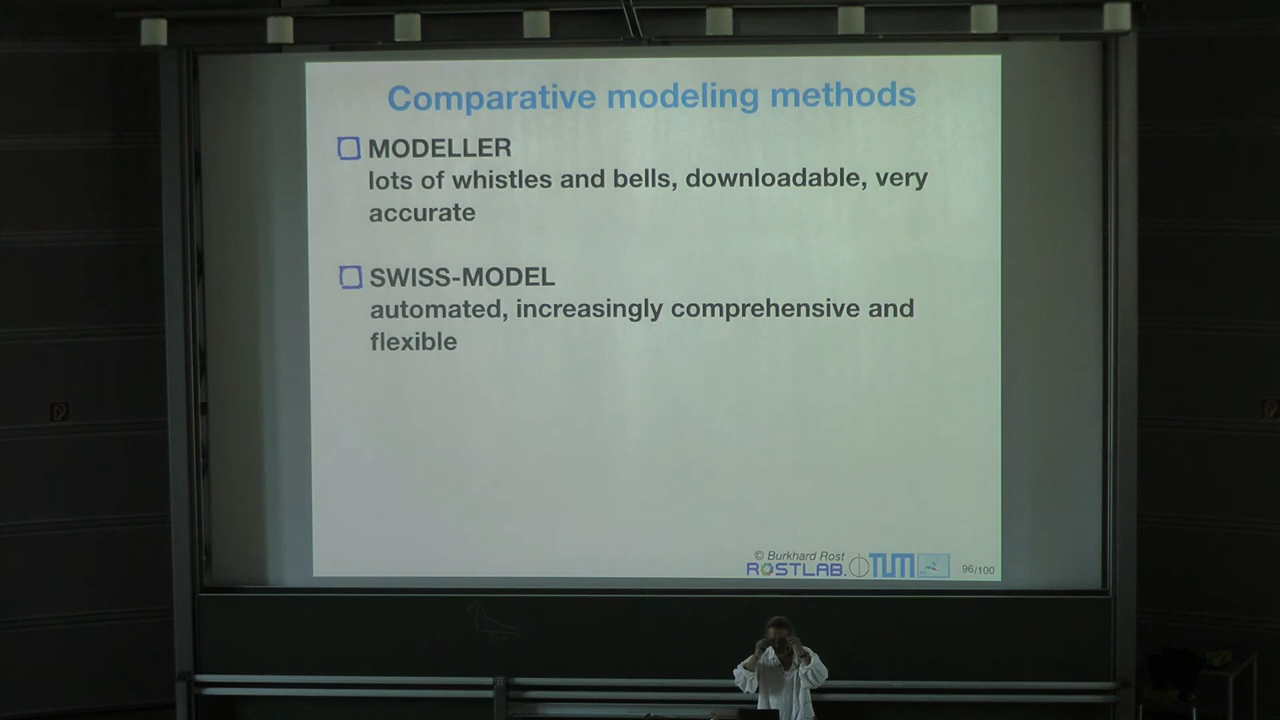 Comparative modeling methods
MODELLER
lots of whistles and bells, downloadable, very
accurate
SWISS-MODEL
automated, increasingly comprehensive and
flexible
© Burkhard Rost
ROSTLAB. TUM
96/100